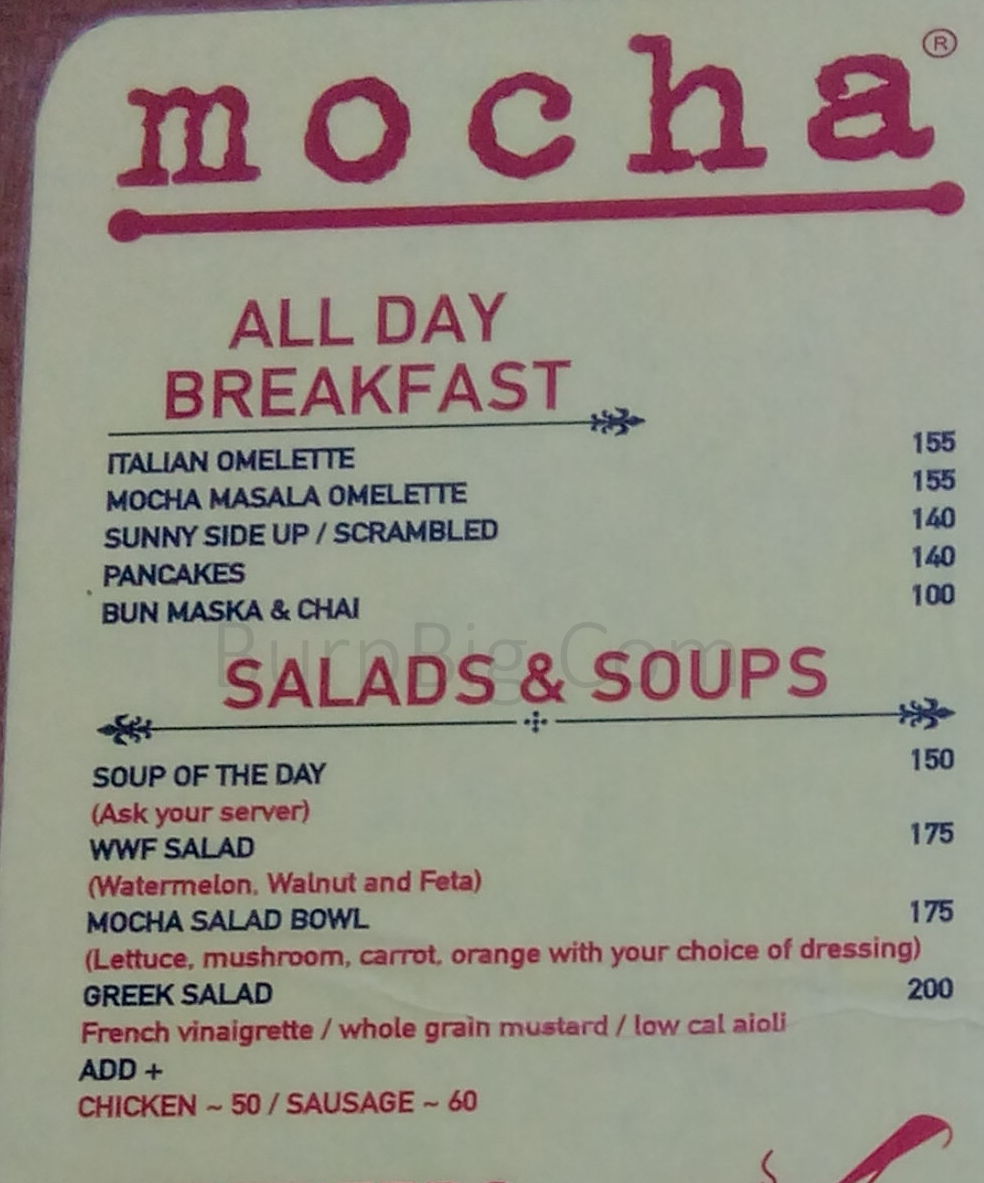 mocha ®
ALL DAY
BREAKFAST
ITALIAN OMELETTE 155
MOCHA MASALA OMELETTE 155
SUNNY SIDE UP / SCRAMBLED 140
PANCAKES 140
BUN MASKA & CHAI 100
BurpBig.Com
SALADS & SOUPS
SOUP OF THE DAY 150
(Ask your server)
WWF SALAD 175
(Watermelon, Walnut and Feta)
MOCHA SALAD BOWL 175
(Lettuce, mushroom, carrot, orange with your choice of dressing)
GREEK SALAD 200
French vinaigrette / whole grain mustard / low cal aioli
ADD +
CHICKEN ~ 50 / SAUSAGE ~ 60